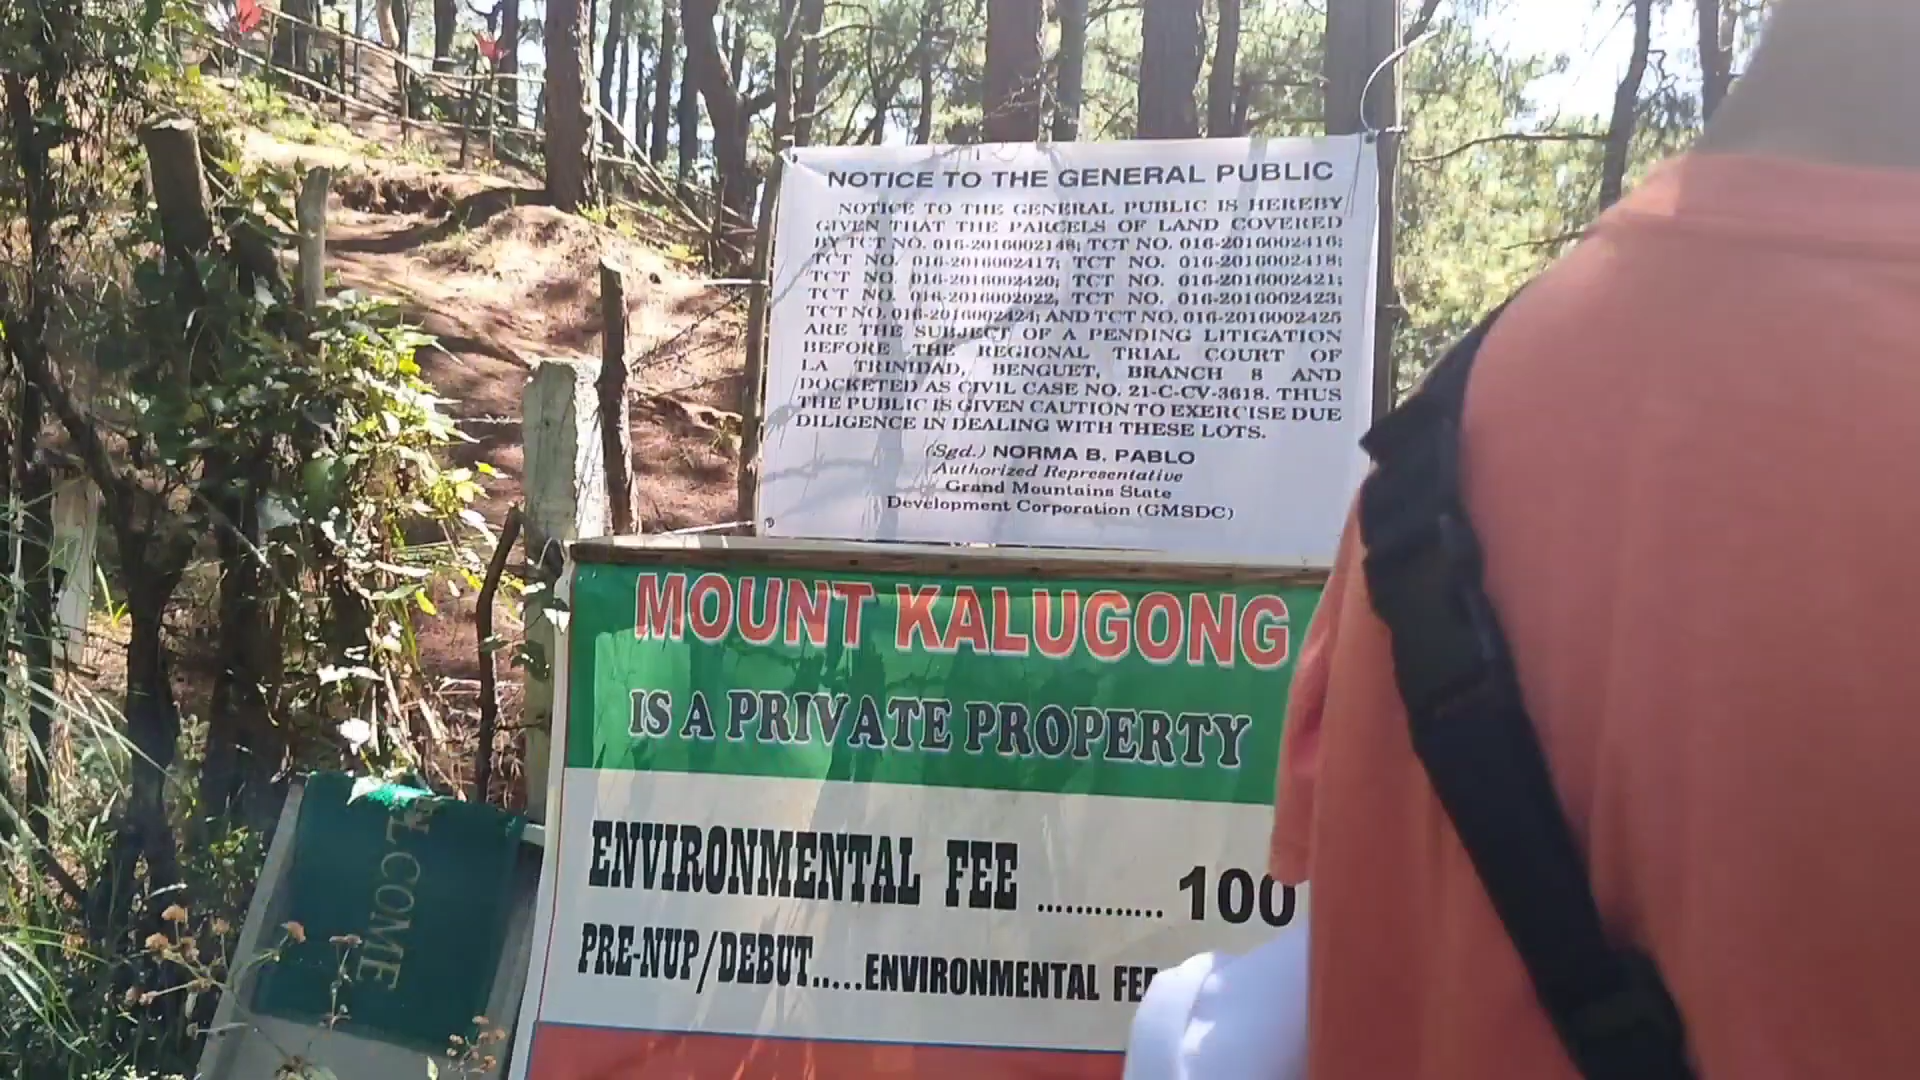 NOTICE TO THE GENERAL PUBLIC
NOTICE TO THE GENERAL PUBLIC IS HEREBY
GIVEN THAT THE PARCELS OF LAND COVERED
BY TCT NO. 016-2016002148; TCT NO. 016-2016002416;
TCT NO. 016-2016002417; TCT NO. 016-2016002418;
TCT NO. 016-2016002420; TCT NO. 016-2016002421;
TCT NO. 016-2016002022, TCT NO. 016-2016002423;
TCT NO. 016-2016002424; AND TCT NO. 016-2016002425
ARE THE SUBJECT OF A PENDING LITIGATION
BEFORE THE REGIONAL TRIAL COURT OF
LA TRINIDAD, BENGUET, BRANCH 8 AND
DOCKETED AS CIVIL CASE NO. 21-C-CV-3618. THUS
THE PUBLIC IS GIVEN CAUTION TO EXERCISE DUE
DILIGENCE IN DEALING WITH THESE LOTS.
(Sgd.) NORMA B. PABLO
Authorized Representative
Grand Mountains State
Development Corporation (GMSDC)
MOUNT KALUGONG
IS A PRIVATE PROPERTY
ENVIRONMENTAL FEE ............. 100
PRE-NUP/DEBUT.....ENVIRONMENTAL FEE
ELCOME